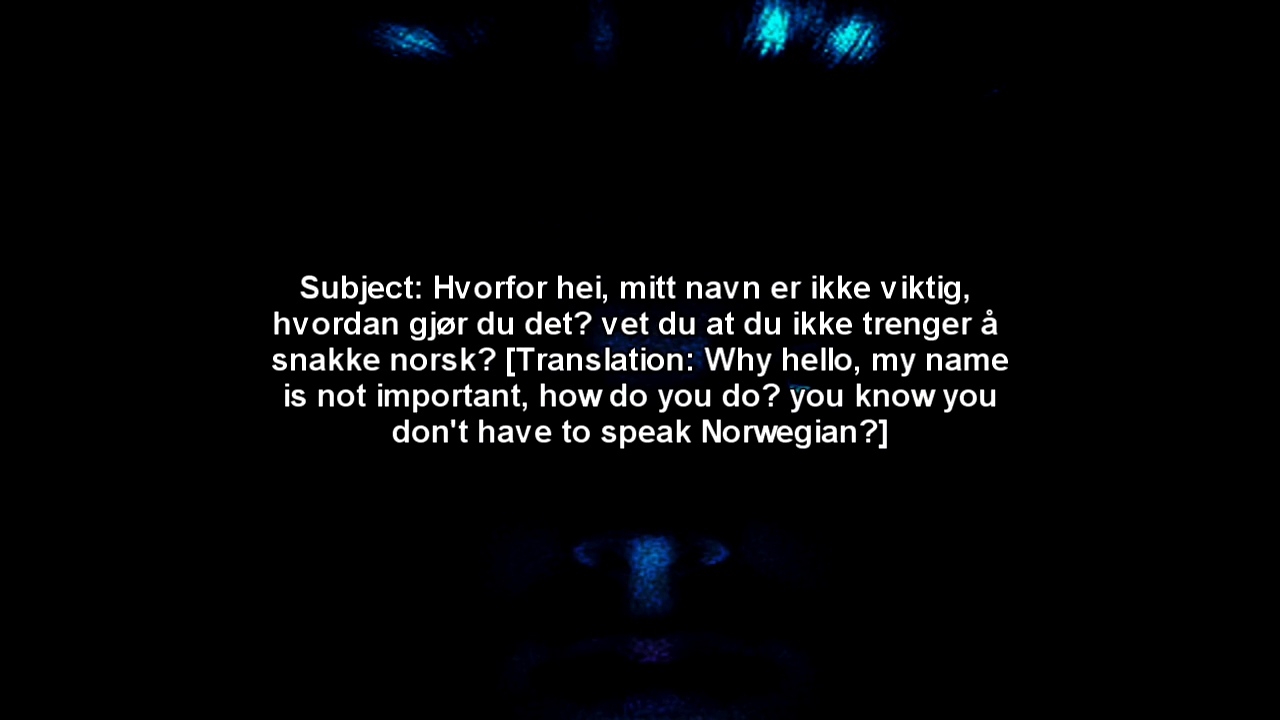 Subject: Hvorfor hei, mitt navn er ikke viktig,
hvordan gjør du det? vet du at du ikke trenger å
snakke norsk? [Translation: Why hello, my name
is not important, how do you do? you know you
don't have to speak Norwegian?]